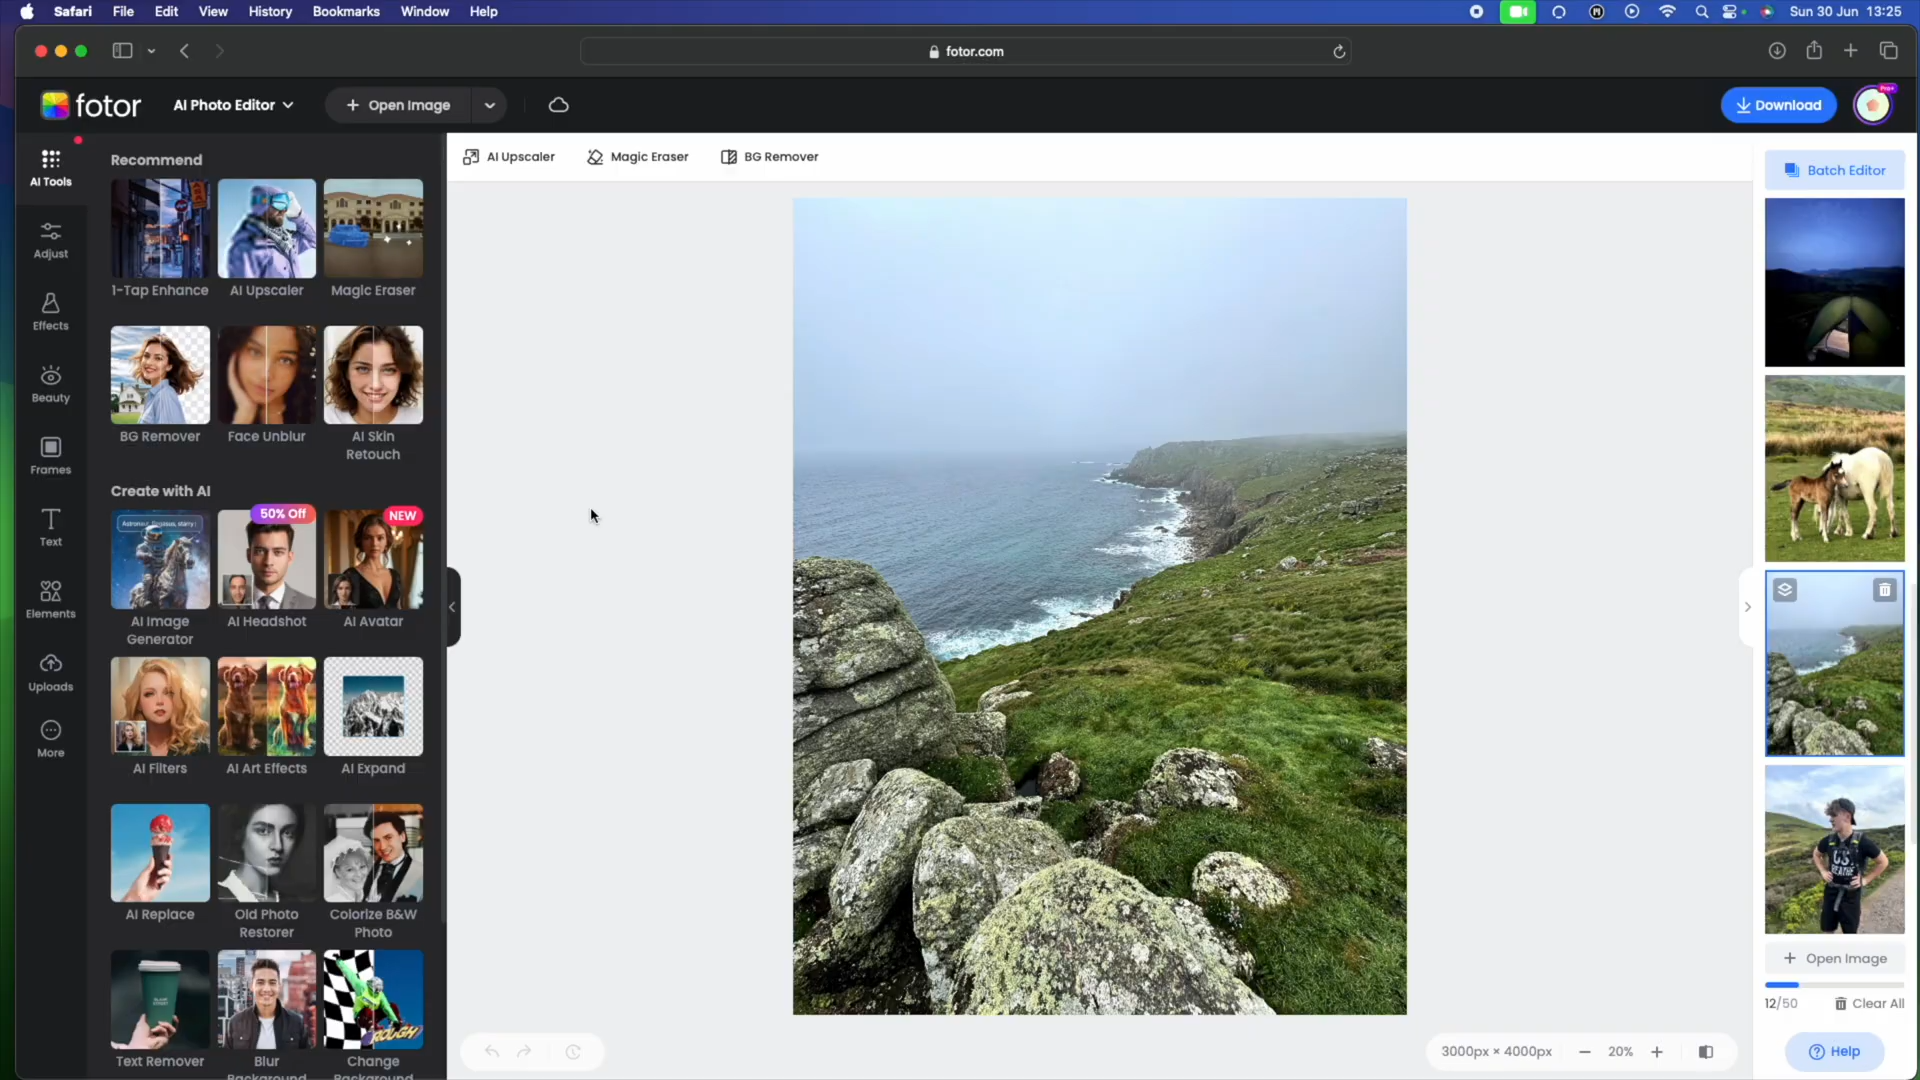 Safari File Edit View History Bookmarks Window Help
Sun 30 Jun 13:25
fotor.com
fotor
AI Photo Editor
+ Open Image
Download
Pro+
AI Tools
Adjust
Effects
Beauty
Frames
Text
Elements
Uploads
More
Recommend
1-Tap Enhance
AI Upscaler
Magic Eraser
BG Remover
Face Unblur
AI Skin
Retouch
Create with AI
50% Off
NEW
AI Image
Generator
AI Headshot
AI Avatar
AI Filters
AI Art Effects
AI Expand
AI Replace
Old Photo
Restorer
Colorize B&W
Photo
Text Remover
Blur
Background
Change
Background
AI Upscaler
Magic Eraser
BG Remover
3000px × 4000px
20%
Batch Editor
+ Open Image
12/50
Clear All
Help